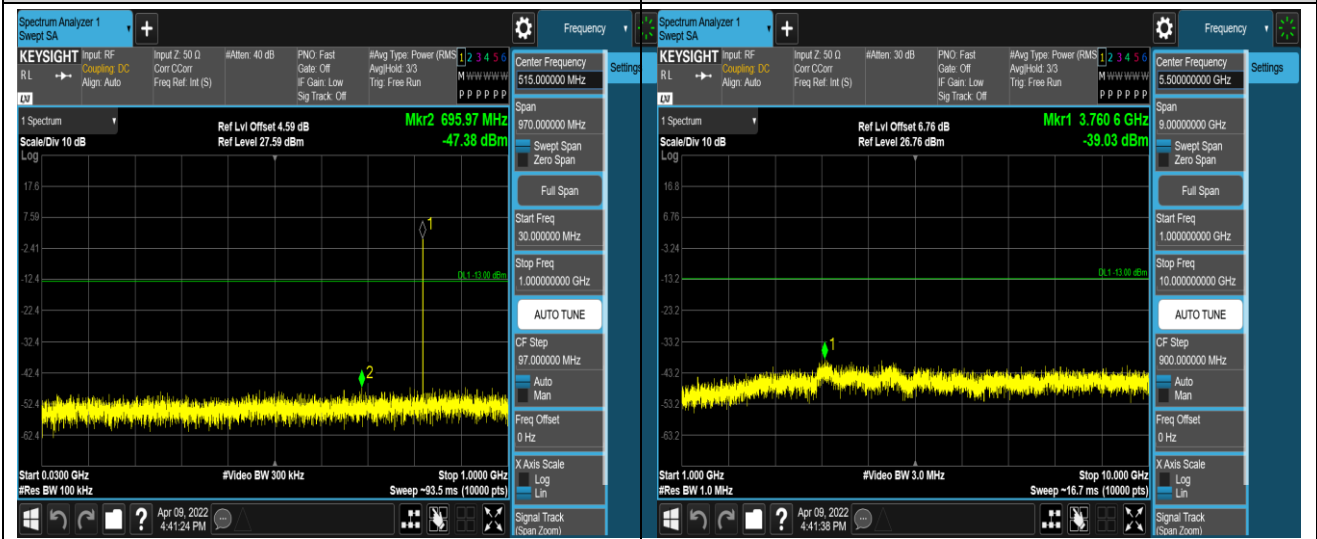 Spectrum Analyzer 1
Swept SA
+
Frequency
KEYSIGHT
RL
LXI
Input: RF
Coupling: DC
Align: Auto
Input Z: 50 Ω
Corr CCorr
Freq Ref: Int (S)
#Atten: 40 dB
PNO: Fast
Gate: Off
IF Gain: Low
Sig Track: Off
#Avg Type: Power (RMS
Avg|Hold: 3/3
Trig: Free Run
1 2 3 4 5 6
M W W W W W
P P P P P P
Center Frequency
515.000000 MHz
Settings
1 Spectrum
Scale/Div 10 dB
Log
Ref Lvl Offset 4.59 dB
Ref Level 27.59 dBm
Mkr2 695.97 MHz
-47.38 dBm
17.6
7.59
-2.41
-12.4
-22.4
-32.4
-42.4
-52.4
-62.4
1
DL1 -13.00 dBm
2
Start 0.0300 GHz
#Res BW 100 kHz
#Video BW 300 kHz
Stop 1.0000 GHz
Sweep ~93.5 ms (10000 pts)
Span
970.000000 MHz
Swept Span
Zero Span
Full Span
Start Freq
30.000000 MHz
Stop Freq
1.000000000 GHz
AUTO TUNE
CF Step
97.000000 MHz
Auto
Man
Freq Offset
0 Hz
X Axis Scale
Log
Lin
Signal Track
(Span Zoom)
?
Apr 09, 2022
4:41:24 PM
Spectrum Analyzer 1
Swept SA
+
Frequency
KEYSIGHT
RL
LXI
Input: RF
Coupling: DC
Align: Auto
Input Z: 50 Ω
Corr CCorr
Freq Ref: Int (S)
#Atten: 30 dB
PNO: Fast
Gate: Off
IF Gain: Low
Sig Track: Off
#Avg Type: Power (RMS
Avg|Hold: 3/3
Trig: Free Run
1 2 3 4 5 6
M W W W W W
P P P P P P
Center Frequency
5.500000000 GHz
Settings
1 Spectrum
Scale/Div 10 dB
Log
Ref Lvl Offset 6.76 dB
Ref Level 26.76 dBm
Mkr1 3.760 6 GHz
-39.03 dBm
16.8
6.76
-3.24
-13.2
-23.2
-33.2
-43.2
-53.2
-63.2
DL1 -13.00 dBm
1
Start 1.000 GHz
#Res BW 1.0 MHz
#Video BW 3.0 MHz
Stop 10.000 GHz
Sweep ~16.7 ms (10000 pts)
Span
9.00000000 GHz
Swept Span
Zero Span
Full Span
Start Freq
1.000000000 GHz
Stop Freq
10.000000000 GHz
AUTO TUNE
CF Step
900.000000 MHz
Auto
Man
Freq Offset
0 Hz
X Axis Scale
Log
Lin
Signal Track
(Span Zoom)
?
Apr 09, 2022
4:41:38 PM